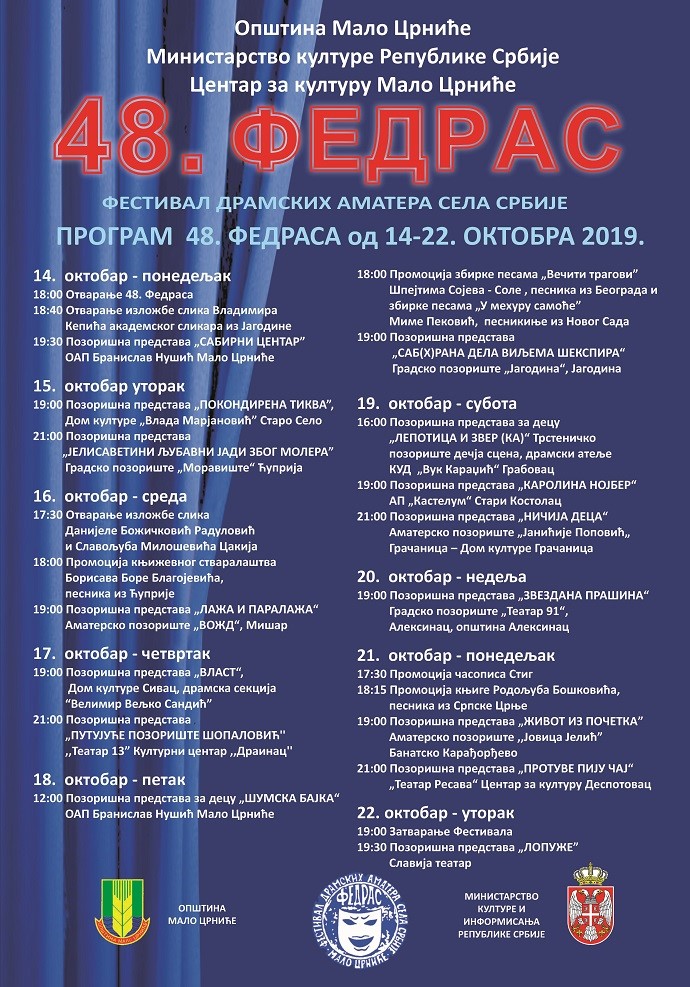 Општина Мало Црниће
Министарство културе Републике Србије
Центар за културу Мало Црниће
48. ФЕДРАС
ФЕСТИВАЛ ДРАМСКИХ АМАТЕРА СЕЛА СРБИЈЕ
ПРОГРАМ 48. ФЕДРАСА од 14-22. ОКТОБРА 2019.
14. октобар - понедељак
18:00 Отварање 48. Федраса
18:40 Отварање изложбе слика Владимира
Кепића академског сликара из Јагодине
19:30 Позоришна представа „САБИРНИ ЦЕНТАР“
ОАП Бранислав Нушић Мало Црниће
15. октобар уторак
19:00 Позоришна представа „ПОКОНДИРЕНА ТИКВА”,
Дом културе „Влада Марјановић” Старо Село
21:00 Позоришна представа
„ЈЕЛИСАВЕТИНИ ЉУБАВНИ ЈАДИ ЗБОГ МОЛЕРА”
Градско позориште „Моравиште“ Ћуприја
16. октобар - среда
17:30 Отварање изложбе слика
Данијеле Божичковић Радуловић
и Славољуба Милошевића Цакија
18:00 Промоција књижевног стваралаштва
Борисава Боре Благојевића,
песника из Ћуприје
19:00 Позоришна представа „ЛАЖА И ПАРАЛАЖА“
Аматерско позориште „ВОЖД“, Мишар
17. октобар - четвртак
19:00 Позоришна представа „ВЛАСТ“,
Дом културе Сивац, драмска секција
“Велимир Вељко Сандић”
21:00 Позоришна представа
„ПУТУЈУЋЕ ПОЗОРИШТЕ ШОПАЛОВИЋ"
,,Театар 13” Културни центар ,,Драинац"
18. октобар - петак
12:00 Позоришна представа за децу „ШУМСКА БАЈКА“
ОАП Бранислав Нушић Мало Црниће
18:00 Промоција збирке песама „Вечити трагови”
Шпејтима Сојева - Соле , песника из Београда и
збирке песама „У мехуру самоће”
Миме Пековић, песникиње из Новог Сада
19:00 Позоришна представа
„САБ(Х)РАНА ДЕЛА ВИЉЕМА ШЕКСПИРА“
Градско позориште „Јагодина“, Јагодина
19. октобар - субота
16:00 Позоришна представа за децу
„ЛЕПОТИЦА И ЗВЕР (КА)“ Трстеничко
позориште дечја сцена, драмски атеље
КУД „Вук Караџић“ Грабовац
19:00 Позоришна представа „КАРОЛИНА НОЈБЕР“
АП „Кастелум“ Стари Костолац
21:00 Позоришна представа „НИЧИЈА ДЕЦА“
Аматерско позориште „Јанићије Поповић„
Грачаница – Дом културе Грачаница
20. октобар - недеља
19:00 Позоришна представа „ЗВЕЗДАНА ПРАШИНА“
Градско позориште „Театар 91“,
Алексинац, општина Алексинац
21. октобар - понедељак
17:30 Промоција часописа Стиг
18:15 Промоција књиге Родољуба Бошковића,
песника из Српске Црње
19:00 Позоришна представа „ЖИВОТ ИЗ ПОЧЕТКА”
Аматерско позориште ,,Јовица Јелић”
Банатско Карађорђево
21:00 Позоришна представа „ПРОТУВЕ ПИЈУ ЧАЈ“
„Театар Ресава“ Центар за културу Деспотовац
22. октобар - уторак
19:00 Затварање Фестивала
19:30 Позоришна представа „ЛОПУЖЕ”
Славија театар
ОПШТИНА
МАЛО ЦРНИЋЕ
ОПШТИНА МАЛО ЦРНИЋЕ
ФЕСТИВАЛ ДРАМСКИХ АМАТЕРА СЕЛА СРБИЈЕ
ФЕДРАС
МАЛО ЦРНИЋЕ
МИНИСТАРСТВО
КУЛТУРЕ И
ИНФОРМИСАЊА
РЕПУБЛИКЕ СРБИЈЕ